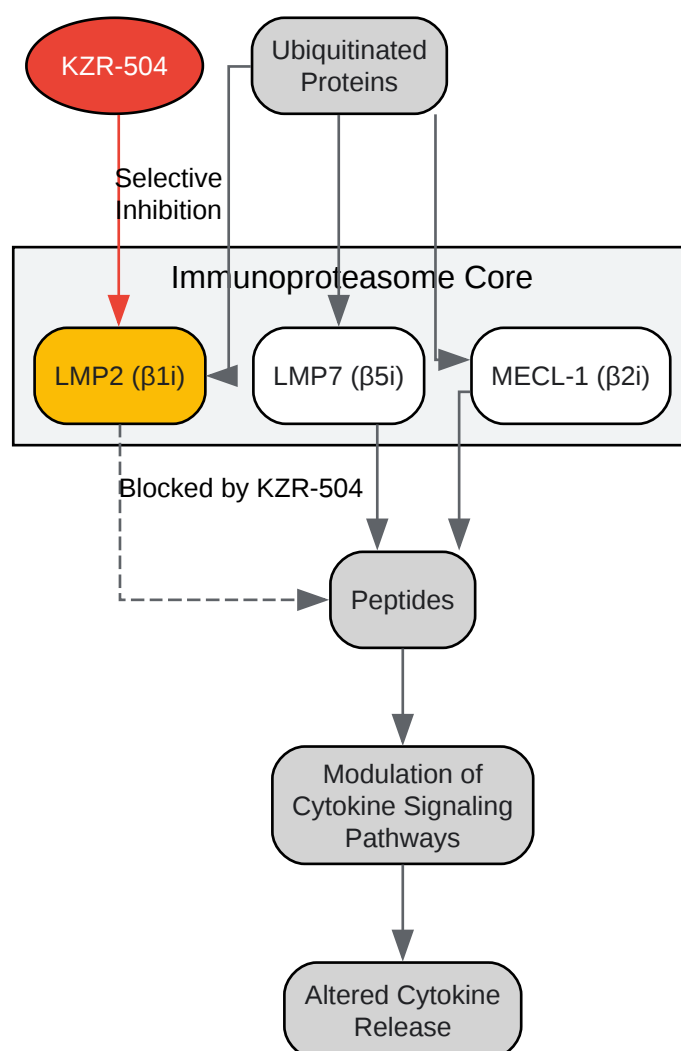 KZR-504
Ubiquitinated
Proteins
Selective
Inhibition
Immunoproteasome Core
LMP2 (β1i)
LMP7 (β5i)
MECL-1 (β2i)
Blocked by KZR-504
Peptides
Modulation of
Cytokine Signaling
Pathways
Altered Cytokine
Release